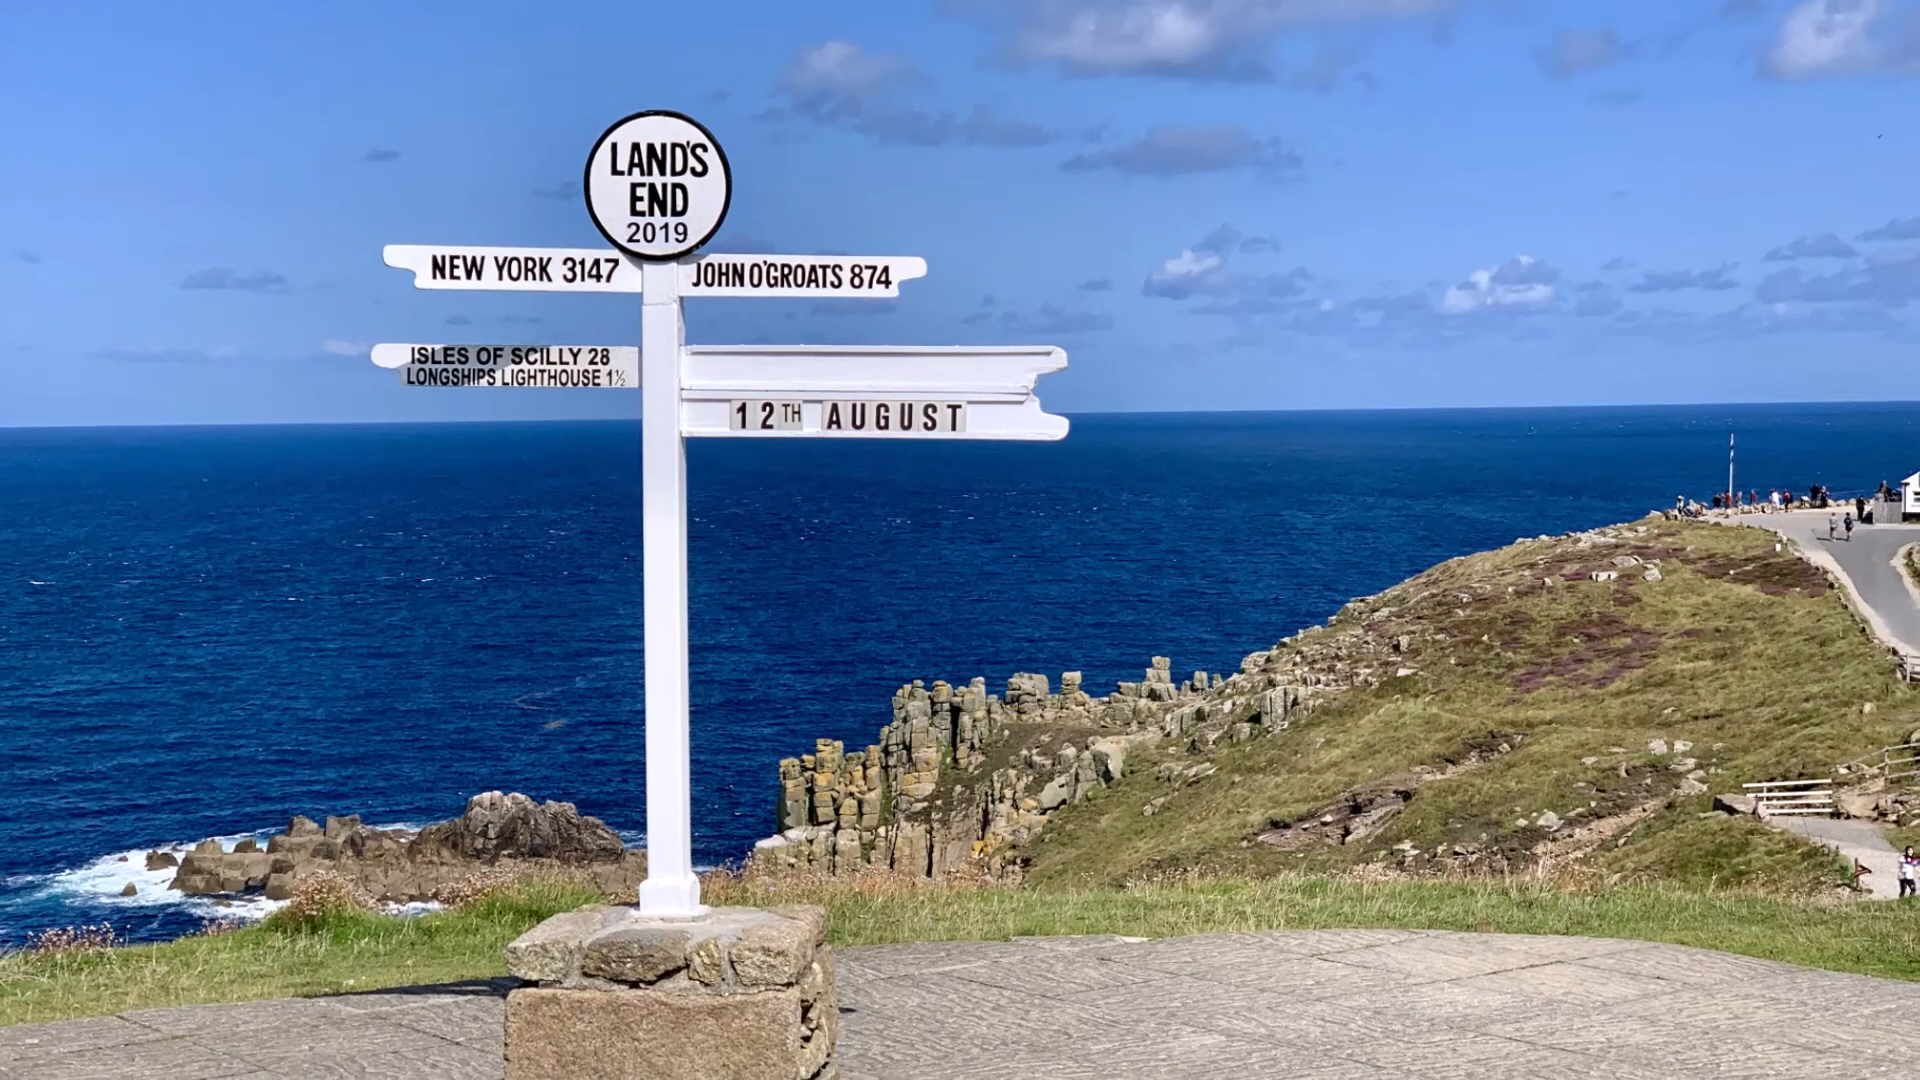 LAND'S
END
2019
NEW YORK 3147
JOHN O'GROATS 874
ISLES OF SCILLY 28
LONGSHIPS LIGHTHOUSE 1½
12TH AUGUST